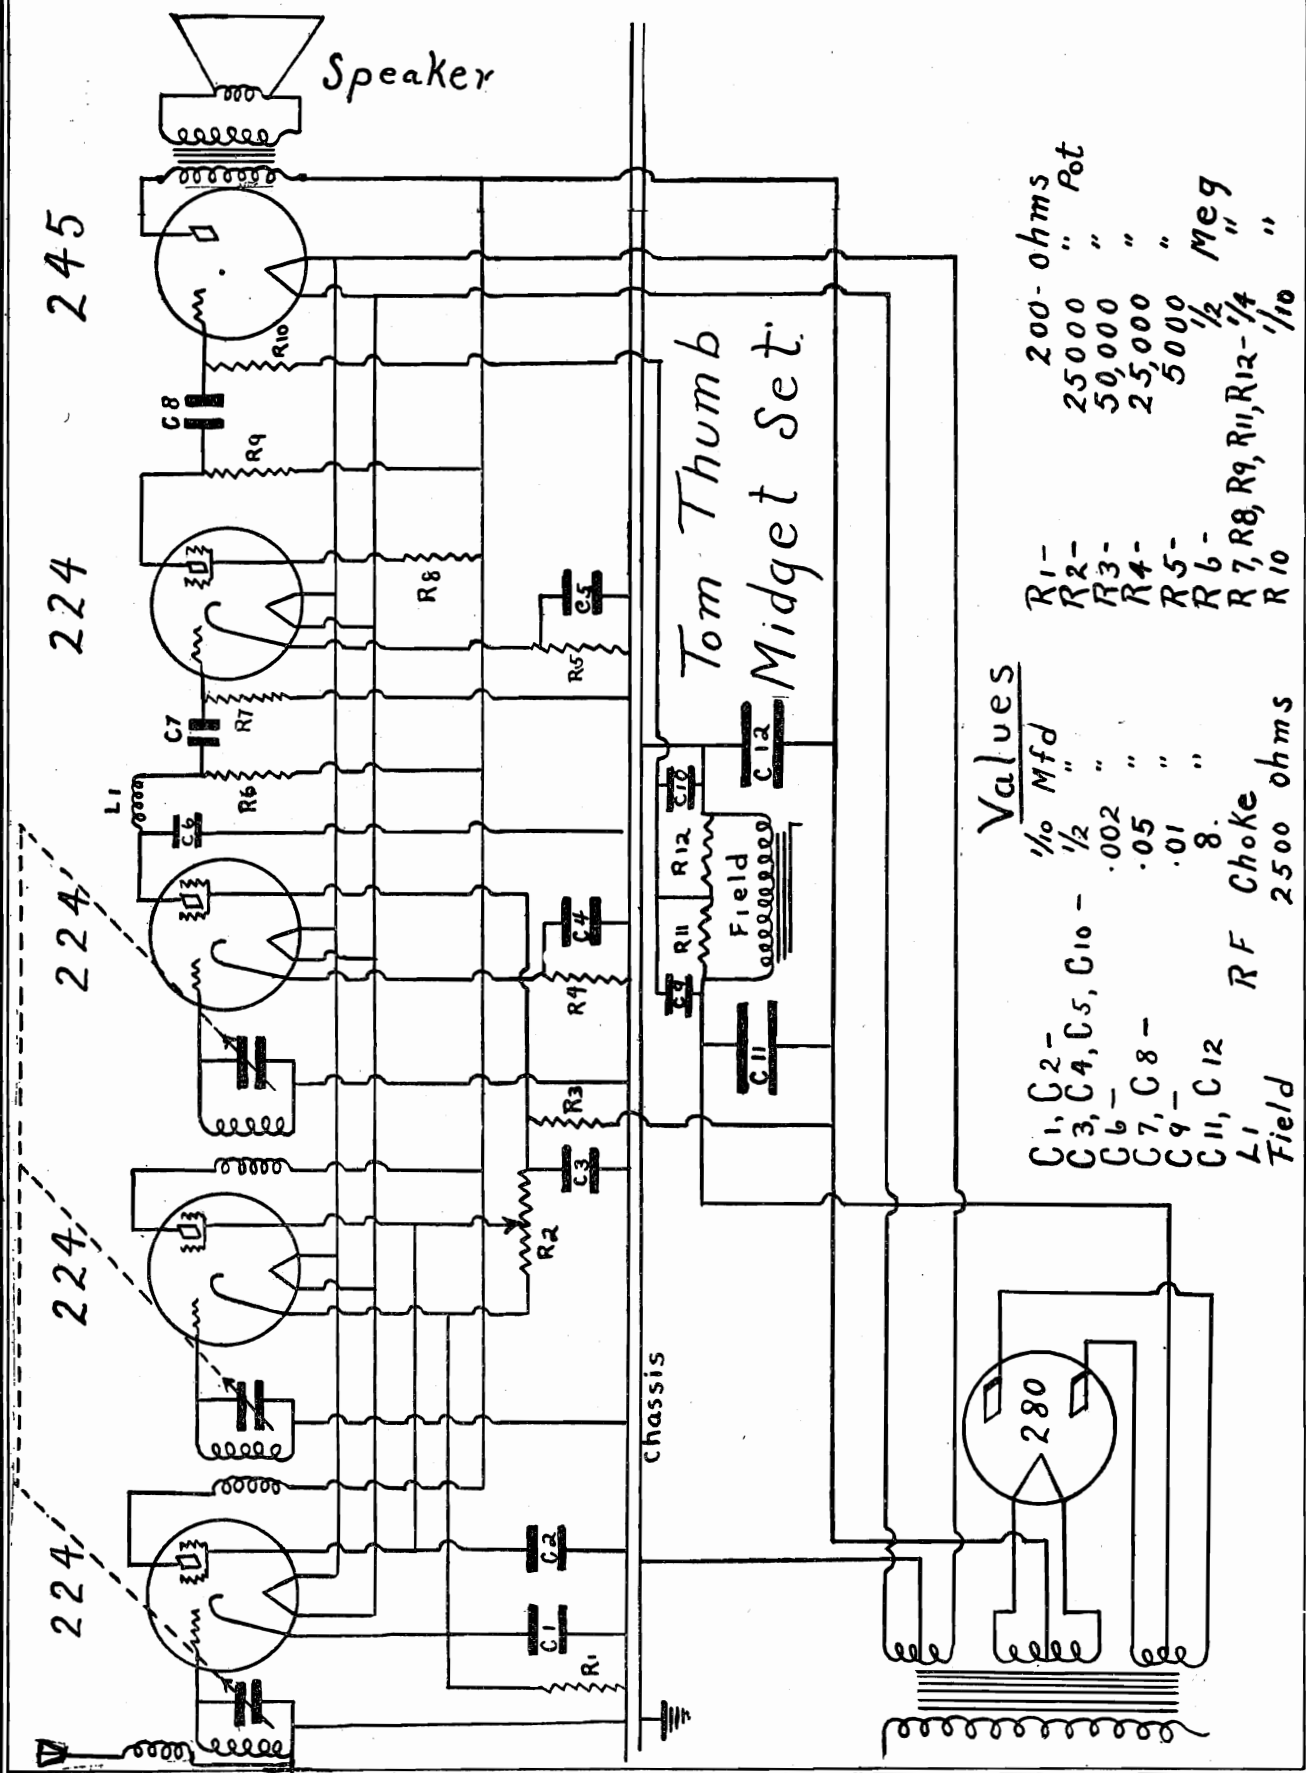 224 224 224 224 245
L1
C6
C7
C8
Speaker
R6
R7
R9
R10
R8
R1
C1
C2
R2
C3
R3
R4
C4
R5
C5
Chassis
C9
C10
R11
R12
Field
C11
C12
Tom Thumb
Midget Set.
280
Values
C1, C2 - 1/10 Mfd
C3, C4, C5, C10 - 1/2 "
C6 - .002 "
C7, C8 - .05 "
C9 - .01 "
C11, C12 8. "
L1 RF Choke
Field 2500 ohms
R1 - 200 - ohms
R2 - 25000 " Pot
R3 - 50,000 "
R4 - 25,000 "
R5 - 5000 "
R6 - 1/2 Meg
R7, R8, R9, R11, R12 - 1/4 "
R10 1/10 "